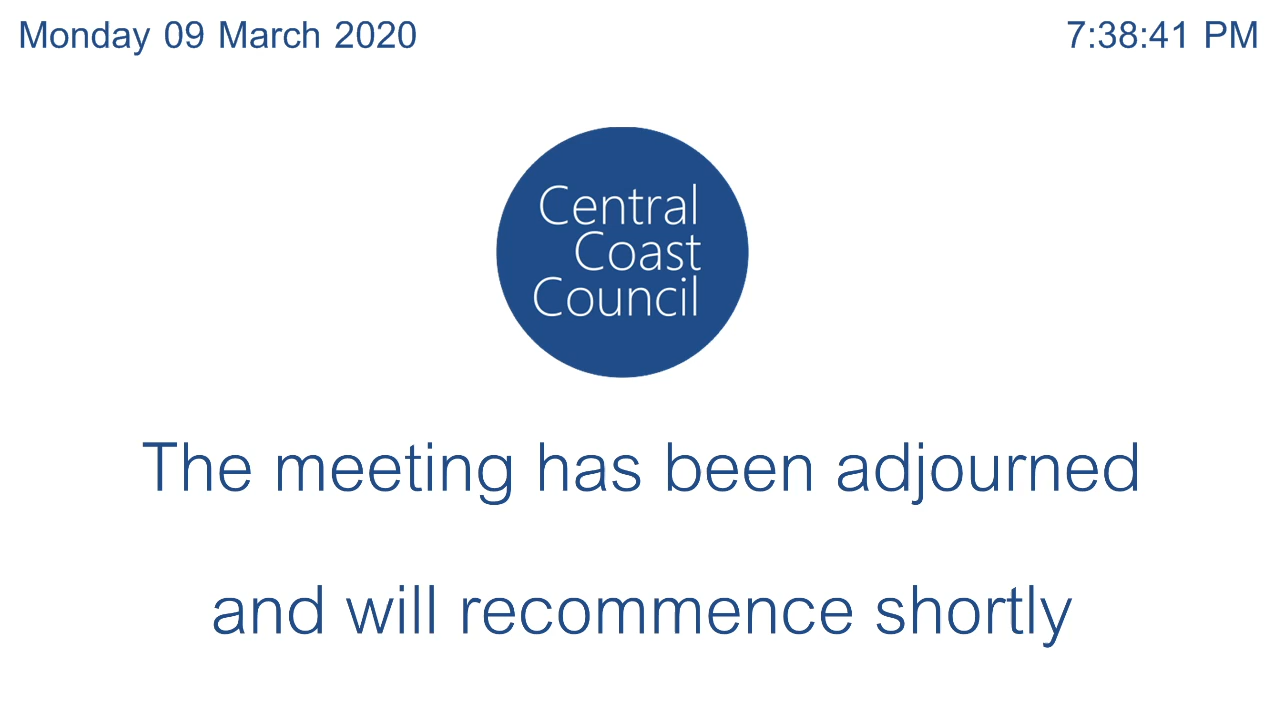 Monday 09 March 2020
7:38:41 PM
Central
Coast
Council
The meeting has been adjourned
and will recommence shortly